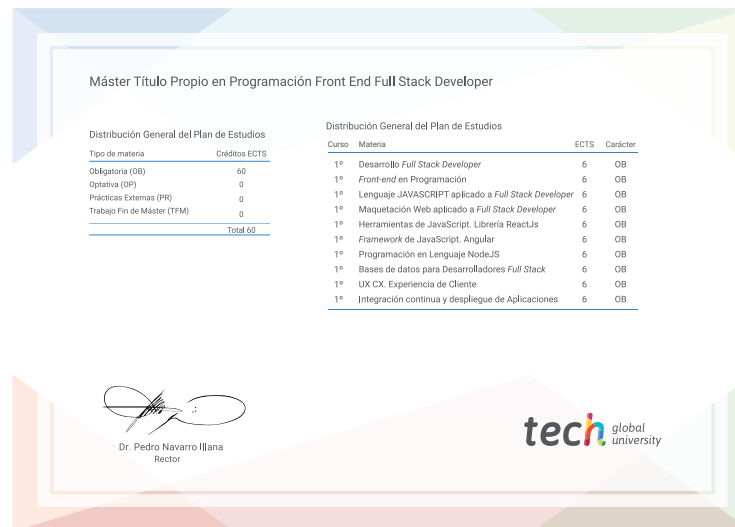 Máster Título Propio en Programación Front End Full Stack Developer
Distribución General del Plan de Estudios
Tipo de materia Créditos ECTS
Obligatoria (OB) 60
Optativa (OP) 0
Prácticas Externas (PR) 0
Trabajo Fin de Máster (TFM) 0
Total 60
Distribución General del Plan de Estudios
Curso Materia ECTS Carácter
1º Desarrollo Full Stack Developer 6 OB
1º Front-end en Programación 6 OB
1º Lenguaje JAVASCRIPT aplicado a Full Stack Developer 6 OB
1º Maquetación Web aplicado a Full Stack Developer 6 OB
1º Herramientas de JavaScript. Librería ReactJs 6 OB
1º Framework de JavaScript. Angular 6 OB
1º Programación en Lenguaje NodeJS 6 OB
1º Bases de datos para Desarrolladores Full Stack 6 OB
1º UX CX. Experiencia de Cliente 6 OB
1º Integración continua y despliegue de Aplicaciones 6 OB
Dr. Pedro Navarro Illana
Rector
tech global
university